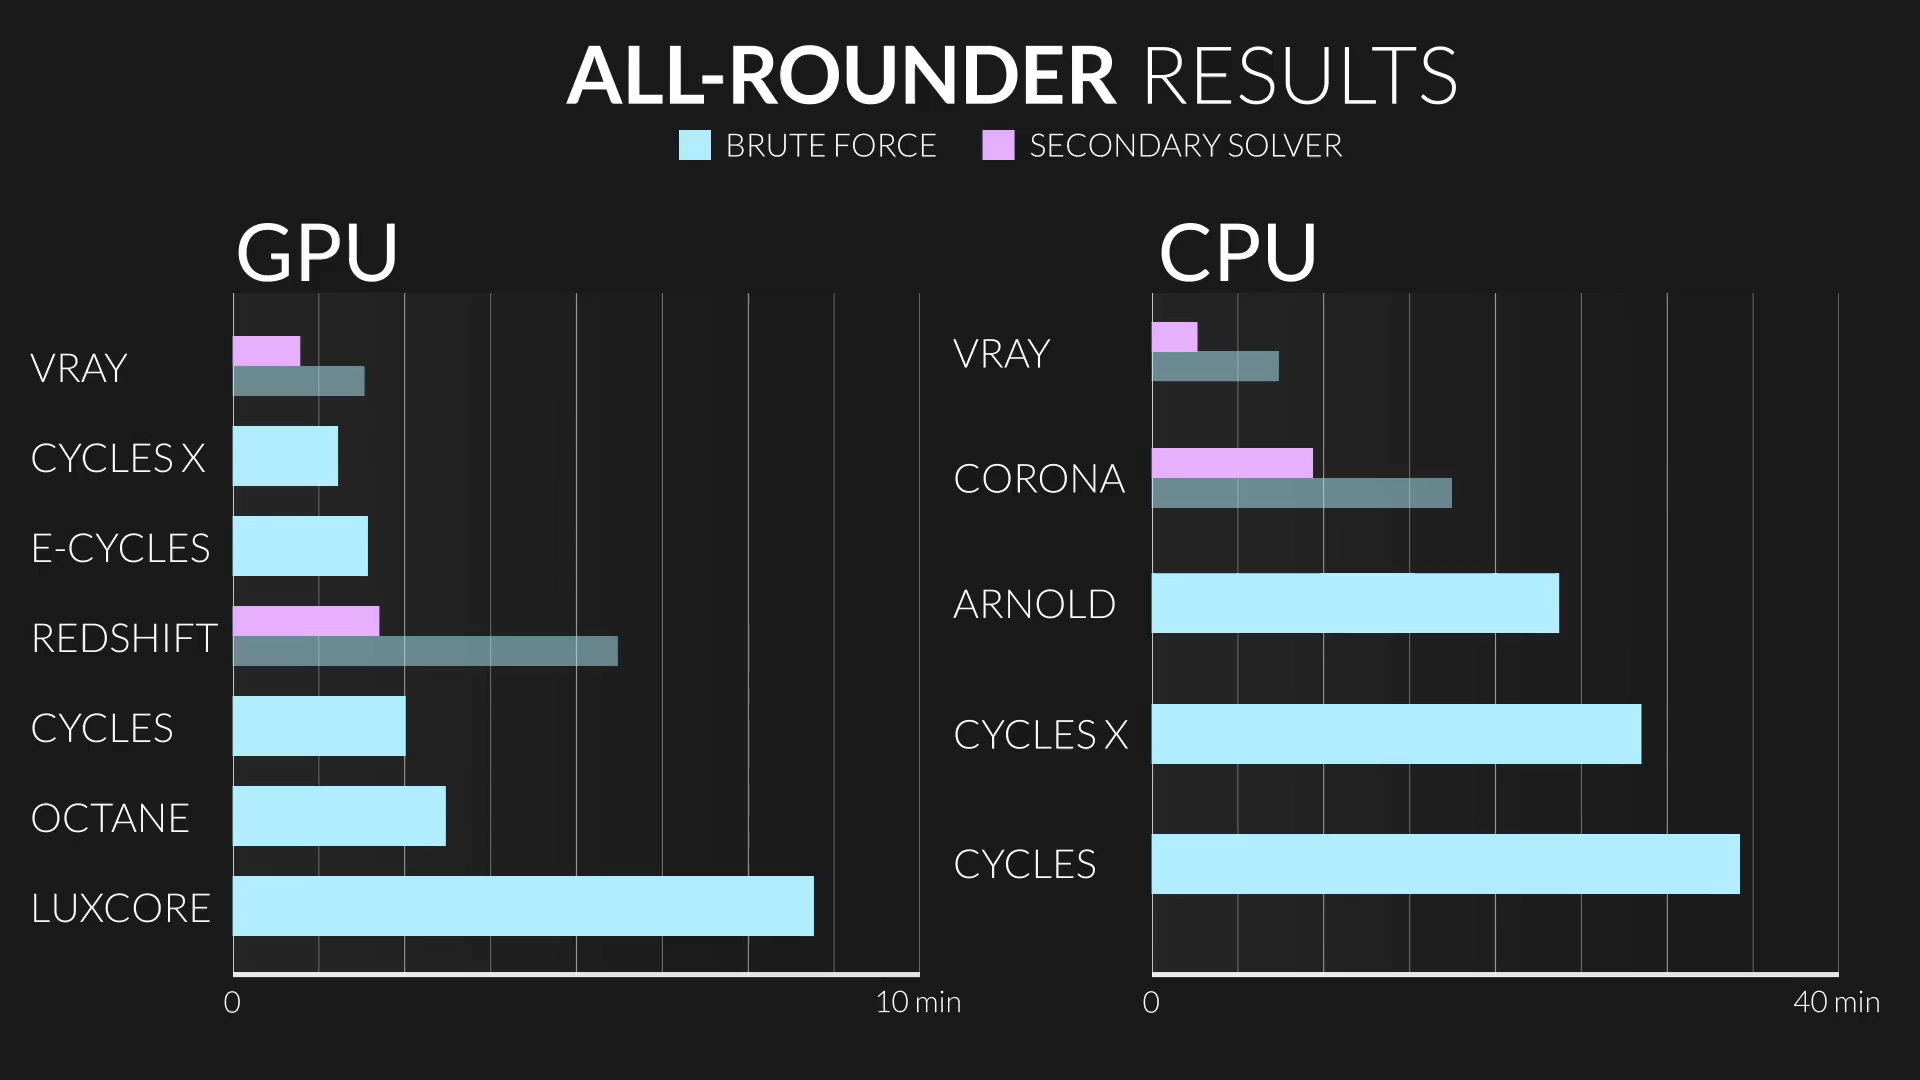 ALL-ROUNDER RESULTS
BRUTE FORCE SECONDARY SOLVER
GPU
VRAY
CYCLES X
E-CYCLES
REDSHIFT
CYCLES
OCTANE
LUXCORE
0 10 min
CPU
VRAY
CORONA
ARNOLD
CYCLES X
CYCLES
0 40 min